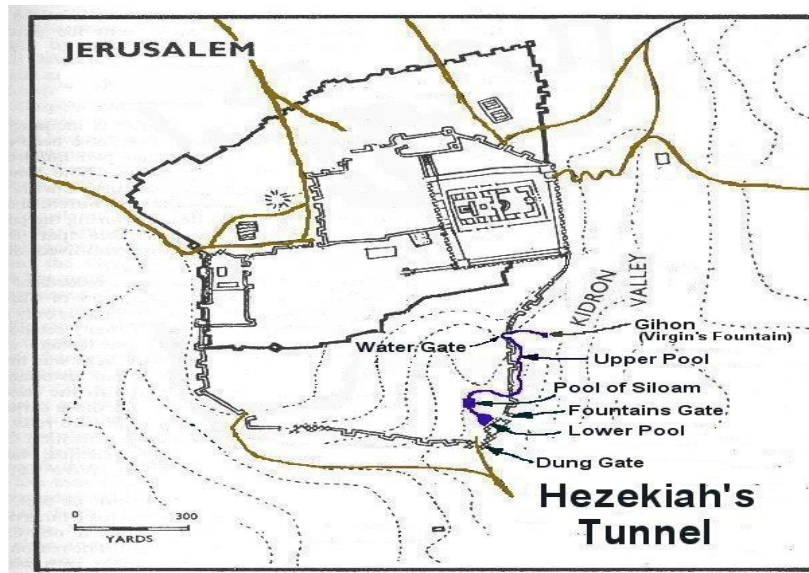 JERUSALEM
KIDRON
VALLEY
Gihon
(Virgin's Fountain)
Water Gate
Upper Pool
Pool of Siloam
Fountains Gate
Lower Pool
Dung Gate
Hezekiah's
Tunnel
0 300
YARDS